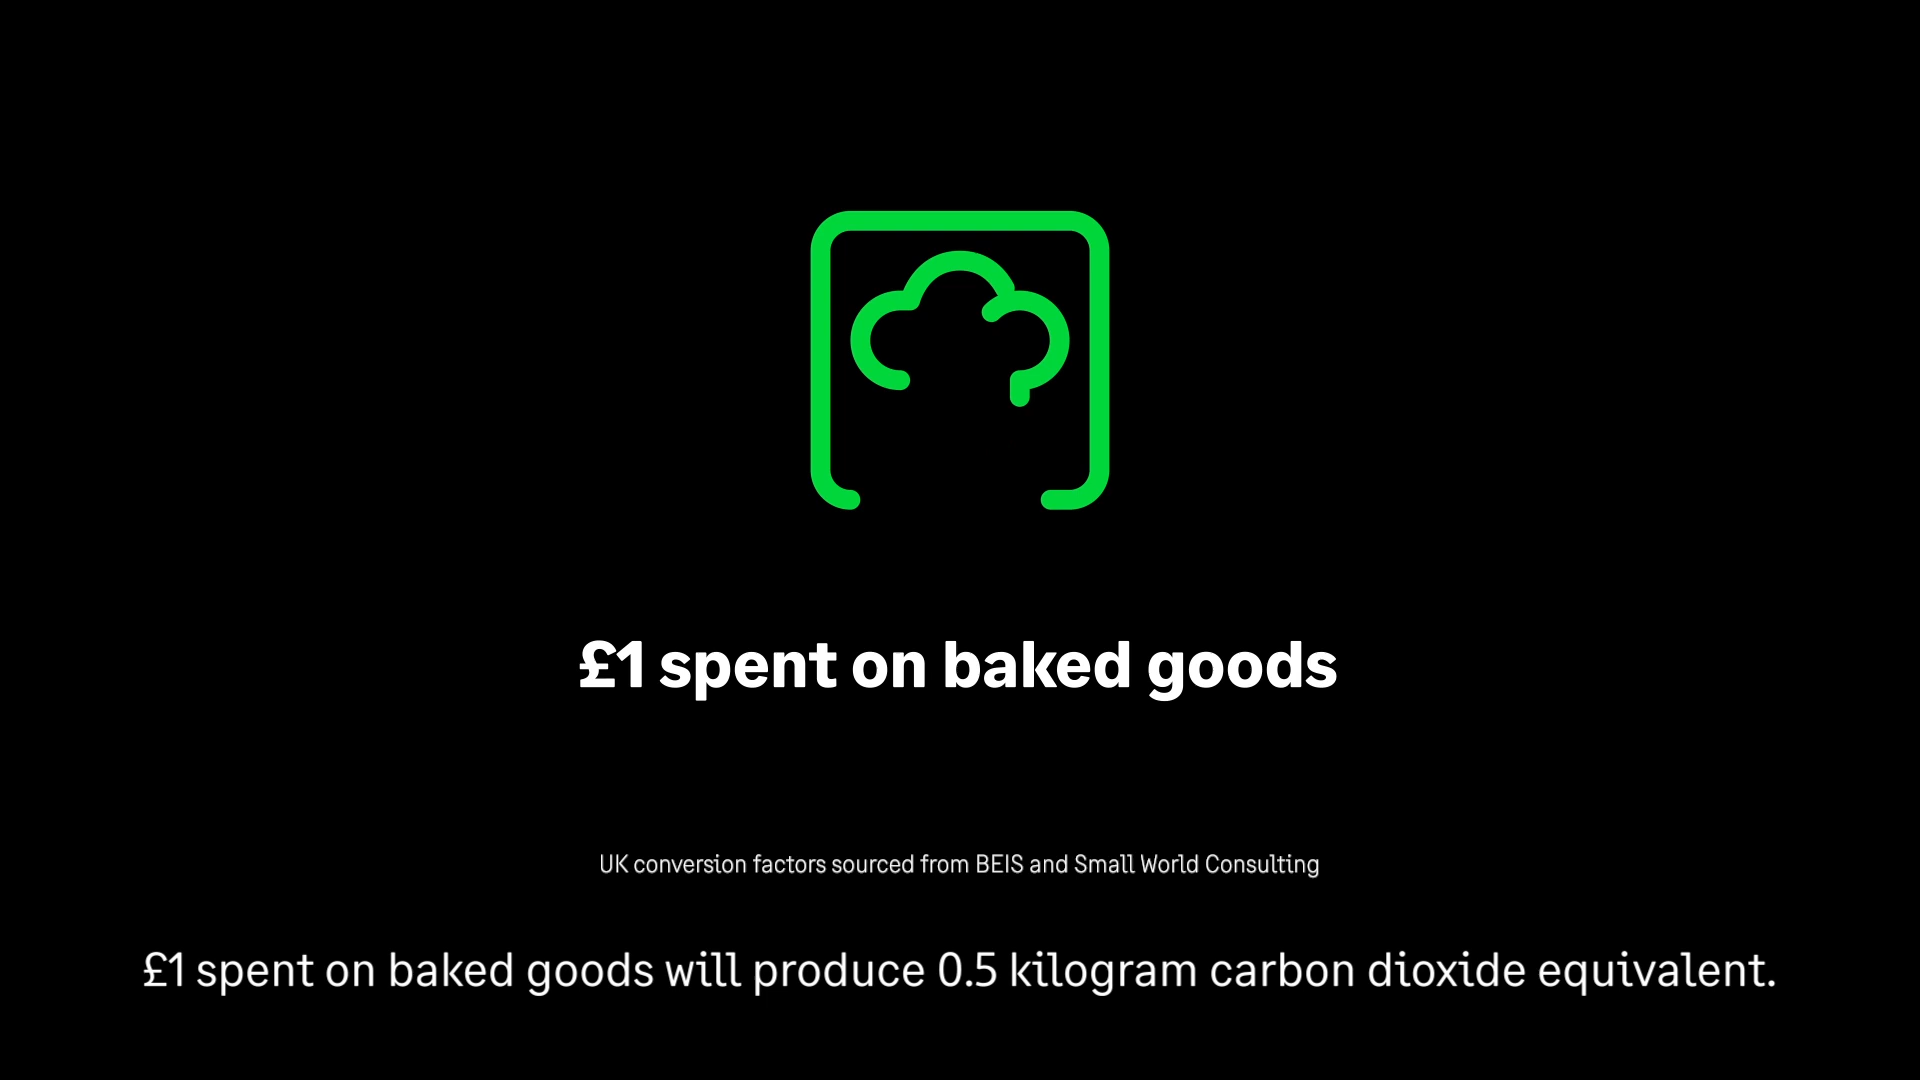 £1 spent on baked goods
UK conversion factors sourced from BEIS and Small World Consulting
£1 spent on baked goods will produce 0.5 kilogram carbon dioxide equivalent.